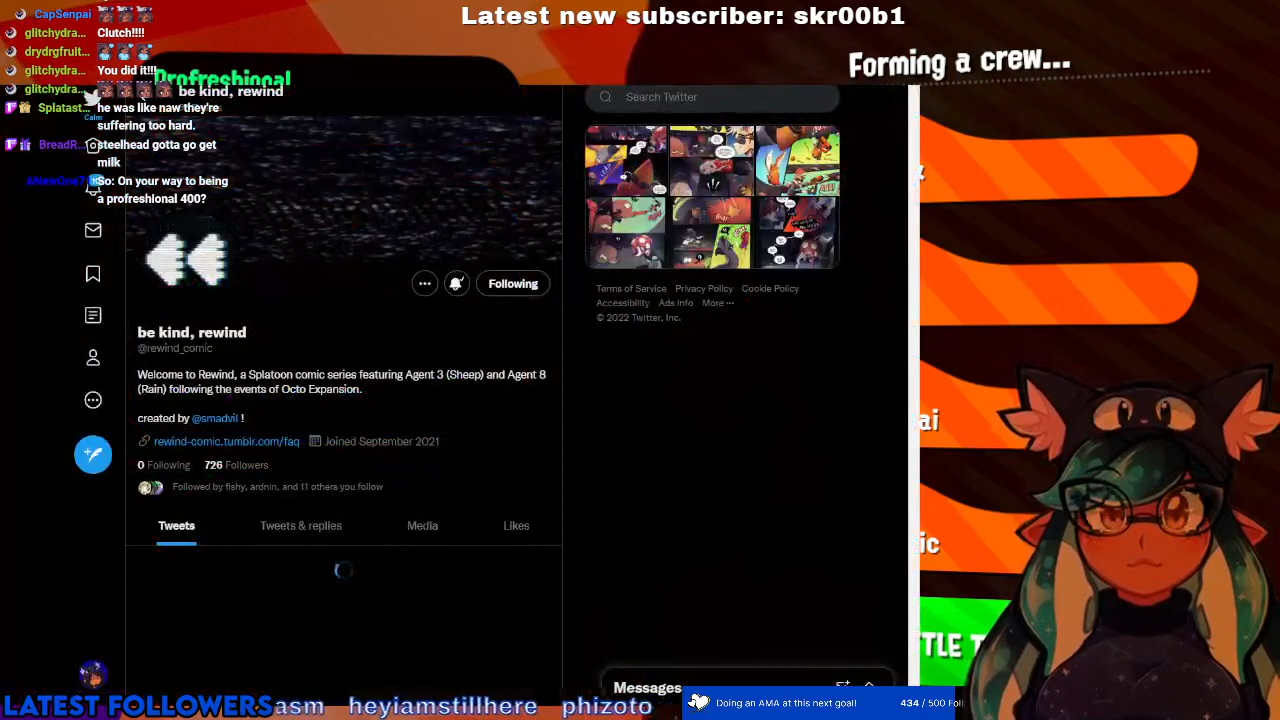 Latest new subscriber: skr00b1
Forming a crew...
CapSenpai
glitchydra... Clutch!!!!
drydrgfruit...
glitchydra... You did it!!!
glitchydra...
Splatast... he was like naw they're
suffering too hard.
BreadR... steelhead gotta go get
milk
&NewOne7 So: On your way to being
a profreshional 400?
Profreshional
Calm
be kind, rewind
Search Twitter
Following
be kind, rewind
@rewind_comic
Welcome to Rewind, a Splatoon comic series featuring Agent 3 (Sheep) and Agent 8
(Rain) following the events of Octo Expansion.
created by @smadvil !
rewind-comic.tumblr.com/faq Joined September 2021
0 Following 726 Followers
Followed by fishy, ardnin, and 11 others you follow
Tweets Tweets & replies Media Likes
Terms of Service Privacy Policy Cookie Policy
Accessibility Ads info More ···
© 2022 Twitter, Inc.
ai
ic
TLE T
Messages
LATEST FOLLOWERS asm heyiamstillhere phizoto
Doing an AMA at this next goal! 434 / 500 Foll